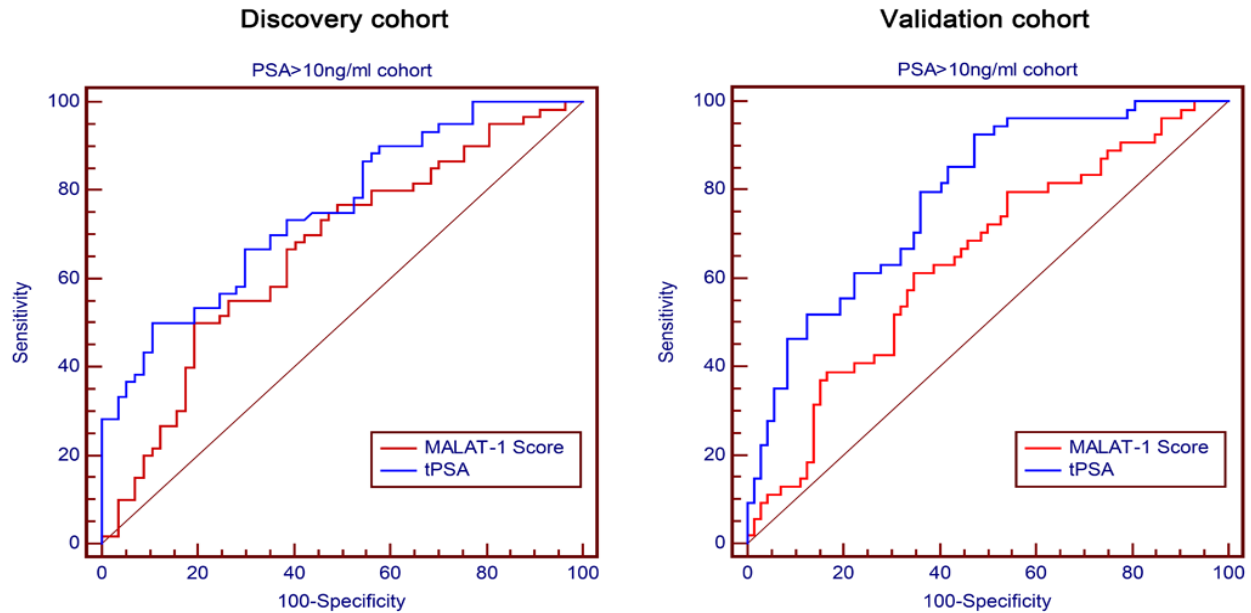 Discovery cohort
PSA>10ng/ml cohort
100
80
60
40
20
0
Sensitivity
MALAT-1 Score
tPSA
0 20 40 60 80 100
100-Specificity
Validation cohort
PSA>10ng/ml cohort
100
80
60
40
20
0
Sensitivity
MALAT-1 Score
tPSA
0 20 40 60 80 100
100-Specificity